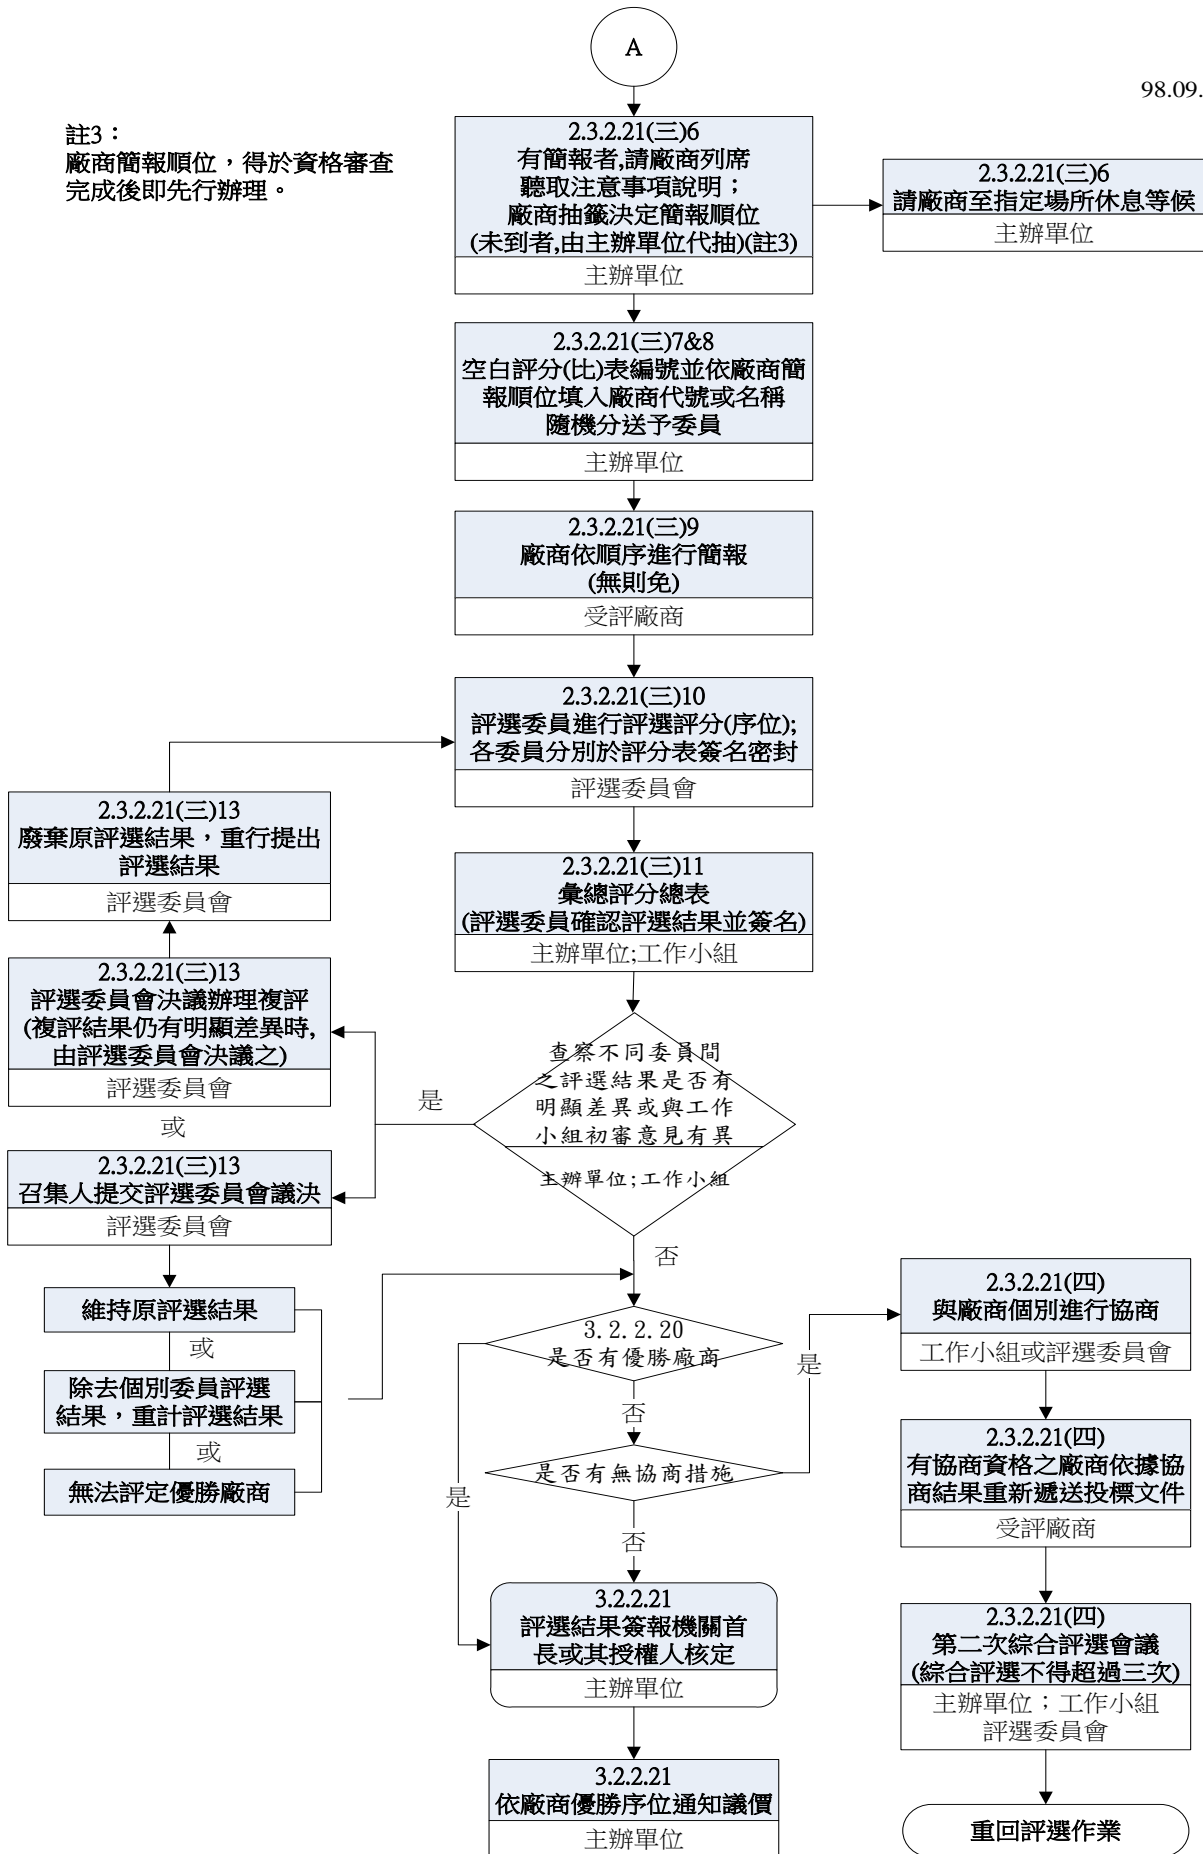 A
98.09.
註3：
廠商簡報順位，得於資格審查
完成後即先行辦理。
2.3.2.21(三)6
有簡報者,請廠商列席
聽取注意事項說明；
廠商抽籤決定簡報順位
(未到者,由主辦單位代抽)(註3)
主辦單位
2.3.2.21(三)6
請廠商至指定場所休息等候
主辦單位
2.3.2.21(三)7&8
空白評分(比)表編號並依廠商簡
報順位填入廠商代號或名稱
隨機分送予委員
主辦單位
2.3.2.21(三)9
廠商依順序進行簡報
(無則免)
受評廠商
2.3.2.21(三)10
評選委員進行評選評分(序位);
各委員分別於評分表簽名密封
評選委員會
2.3.2.21(三)13
廢棄原評選結果，重行提出
評選結果
評選委員會
2.3.2.21(三)11
彙總評分總表
(評選委員確認評選結果並簽名)
主辦單位;工作小組
2.3.2.21(三)13
評選委員會決議辦理複評
(複評結果仍有明顯差異時,
由評選委員會決議之)
評選委員會
或
查察不同委員間
之評選結果是否有
明顯差異或與工作
小組初審意見有異
主辦單位;工作小組
是
否
2.3.2.21(三)13
召集人提交評選委員會議決
評選委員會
維持原評選結果
或
除去個別委員評選
結果，重計評選結果
或
無法評定優勝廠商
3.2.2.20
是否有優勝廠商
是
否
是否有無協商措施
是
否
2.3.2.21(四)
與廠商個別進行協商
工作小組或評選委員會
2.3.2.21(四)
有協商資格之廠商依據協
商結果重新遞送投標文件
受評廠商
3.2.2.21
評選結果簽報機關首
長或其授權人核定
主辦單位
2.3.2.21(四)
第二次綜合評選會議
(綜合評選不得超過三次)
主辦單位；工作小組
評選委員會
3.2.2.21
依廠商優勝序位通知議價
主辦單位
重回評選作業